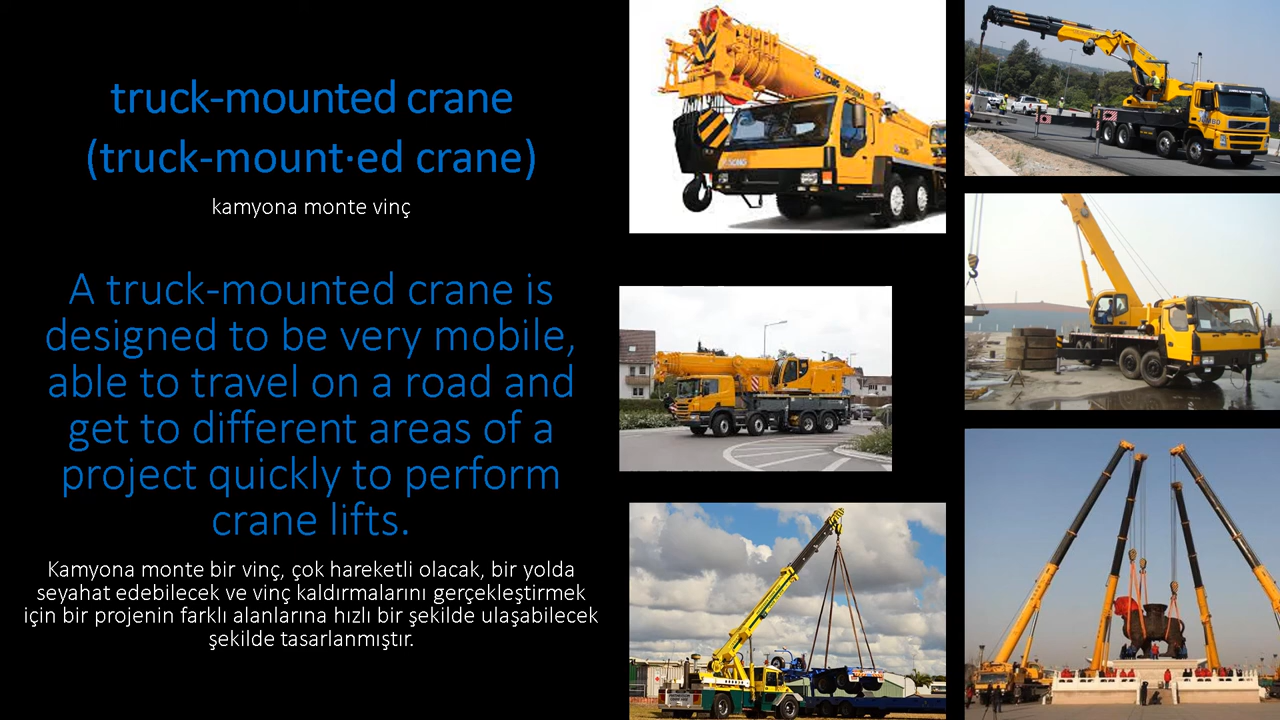 truck-mounted crane
(truck-mount·ed crane)
kamyona monte vinç
A truck-mounted crane is
designed to be very mobile,
able to travel on a road and
get to different areas of a
project quickly to perform
crane lifts.
Kamyona monte bir vinç, çok hareketli olacak, bir yolda
seyahat edebilecek ve vinç kaldırmalarını gerçekleştirmek
için bir projenin farklı alanlarına hızlı bir şekilde ulaşabilecek
şekilde tasarlanmıştır.
XCMG
XCMG